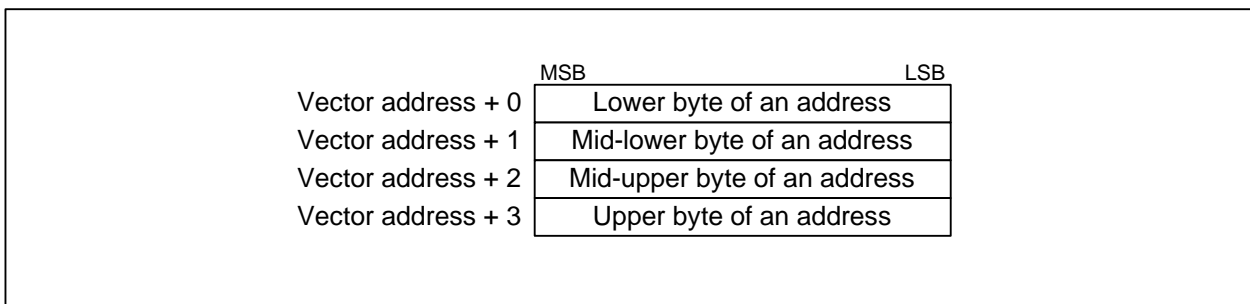 MSB LSB
Vector address + 0 Lower byte of an address
Vector address + 1 Mid-lower byte of an address
Vector address + 2 Mid-upper byte of an address
Vector address + 3 Upper byte of an address